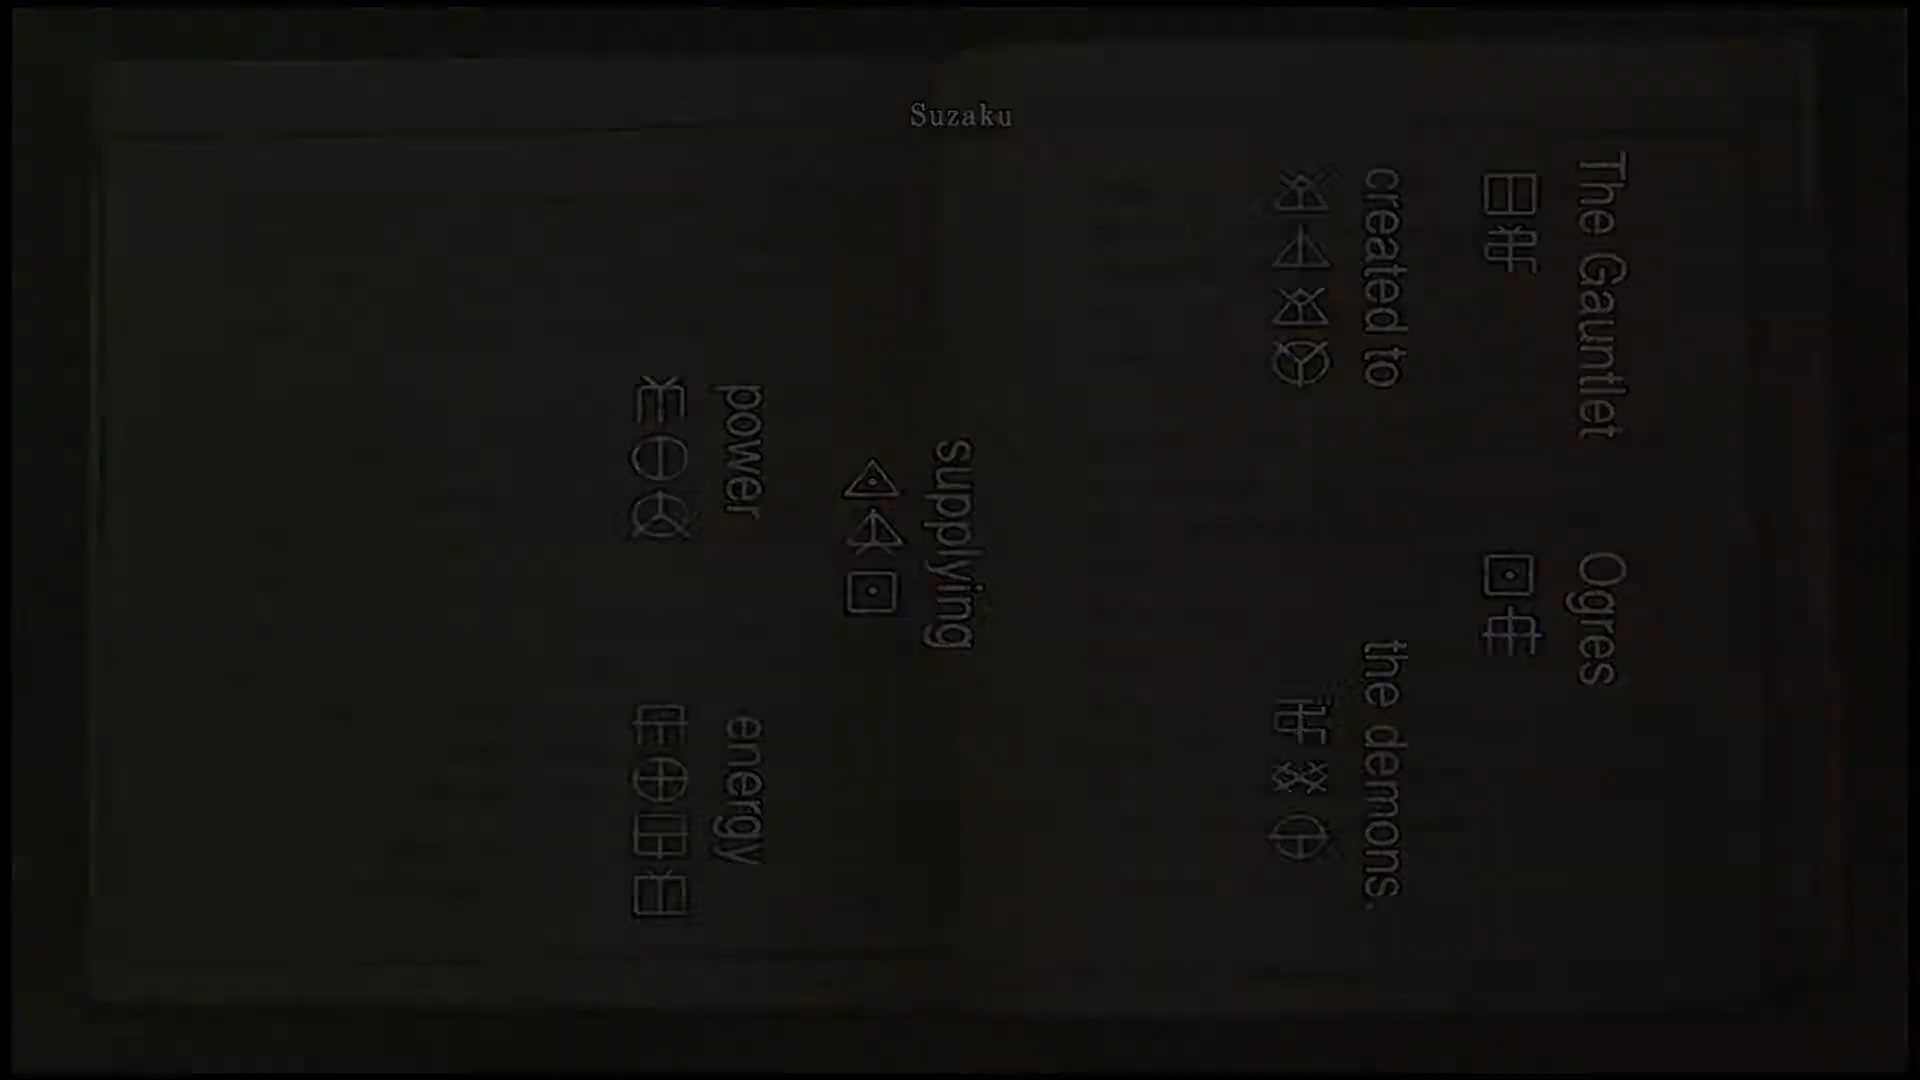 Suzaku
The Gauntlet
Ogres
created to
the demons.
supplying
power
energy